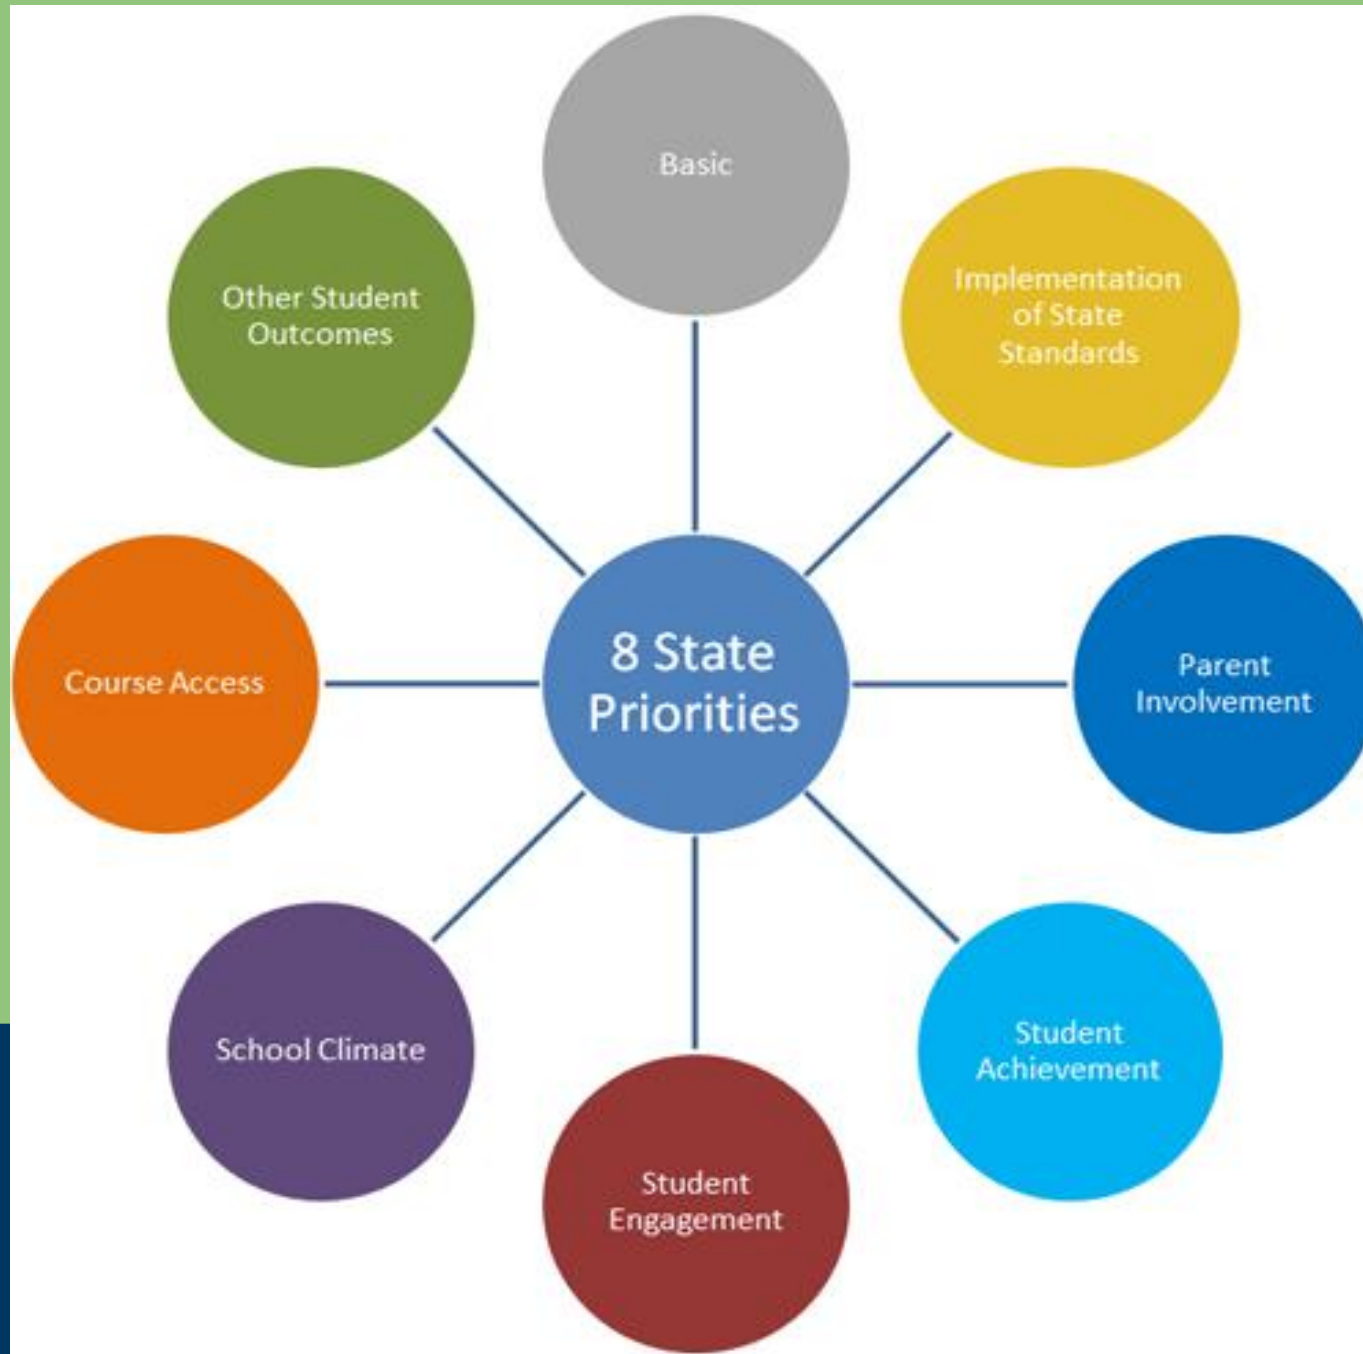 Basic
Implementation
of State
Standards
Parent
Involvement
Student
Achievement
Student
Engagement
School Climate
Course Access
Other Student
Outcomes
8 State
Priorities